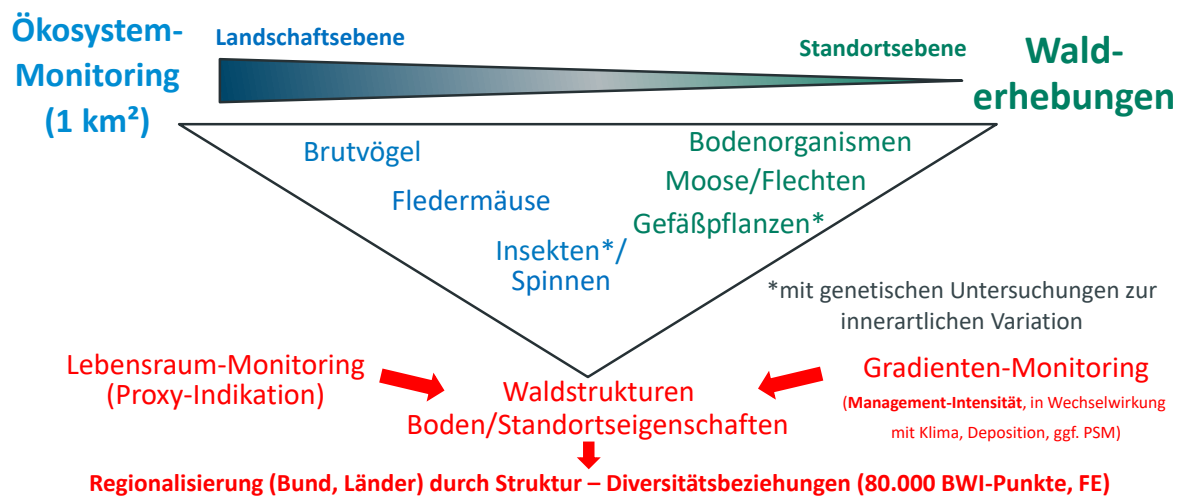 Ökosystem-
Monitoring
(1 km²)
Landschaftsebene
Standortsebene
Wald-
erhebungen
Brutvögel
Fledermäuse
Insekten*/
Spinnen
Bodenorganismen
Moose/Flechten
Gefäßpflanzen*
*mit genetischen Untersuchungen zur
innerartlichen Variation
Lebensraum-Monitoring
(Proxy-Indikation)
Waldstrukturen
Boden/Standortseigenschaften
Gradienten-Monitoring
(Management-Intensität, in Wechselwirkung
mit Klima, Deposition, ggf. PSM)
Regionalisierung (Bund, Länder) durch Struktur – Diversitätsbeziehungen (80.000 BWI-Punkte, FE)